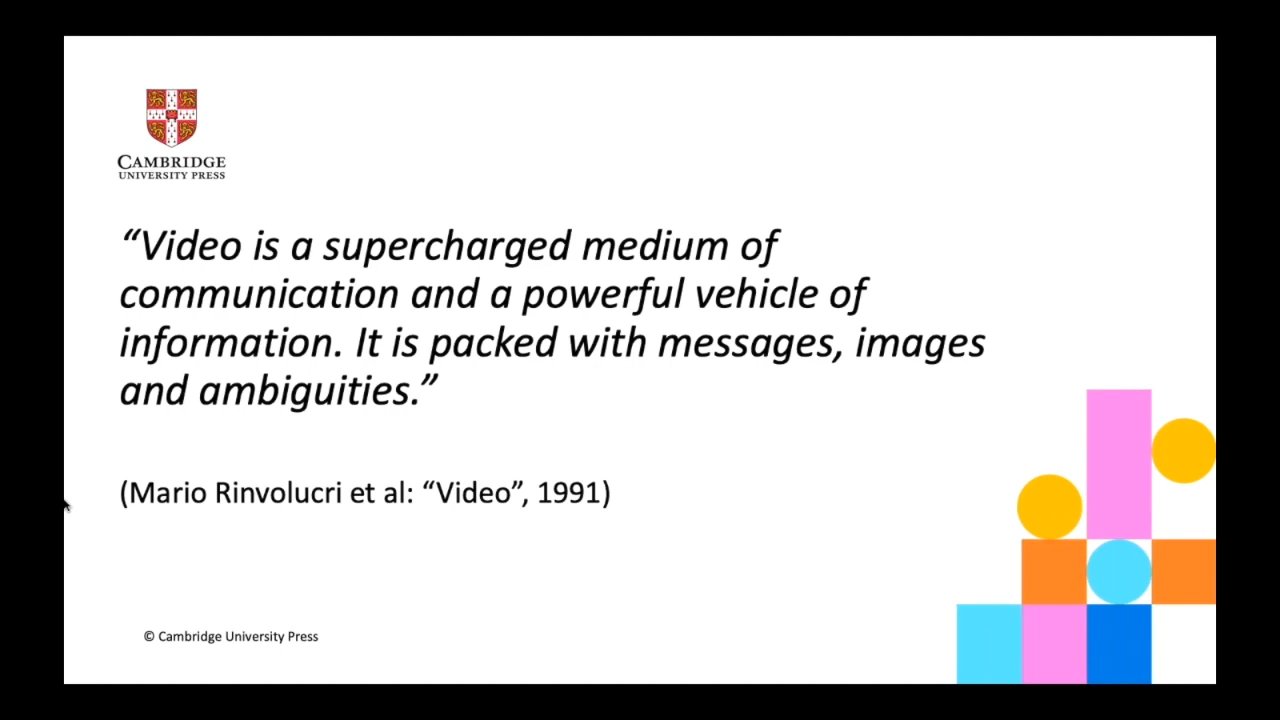 CAMBRIDGE
UNIVERSITY PRESS
“Video is a supercharged medium of
communication and a powerful vehicle of
information. It is packed with messages, images
and ambiguities.”
(Mario Rinvolucri et al: “Video”, 1991)
© Cambridge University Press